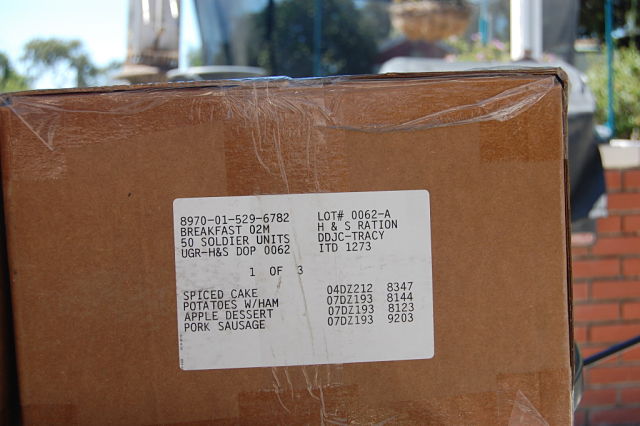 8970-01-529-6782 LOT# 0062-A
BREAKFAST 02M H & S RATION
50 SOLDIER UNITS DDJC-TRACY
UGR-H&S DOP 0062 ITD 1273
1 OF 3
SPICED CAKE 04DZ212 8347
POTATOES W/HAM 07DZ193 8144
APPLE DESSERT 07DZ193 8123
PORK SAUSAGE 07DZ193 9203